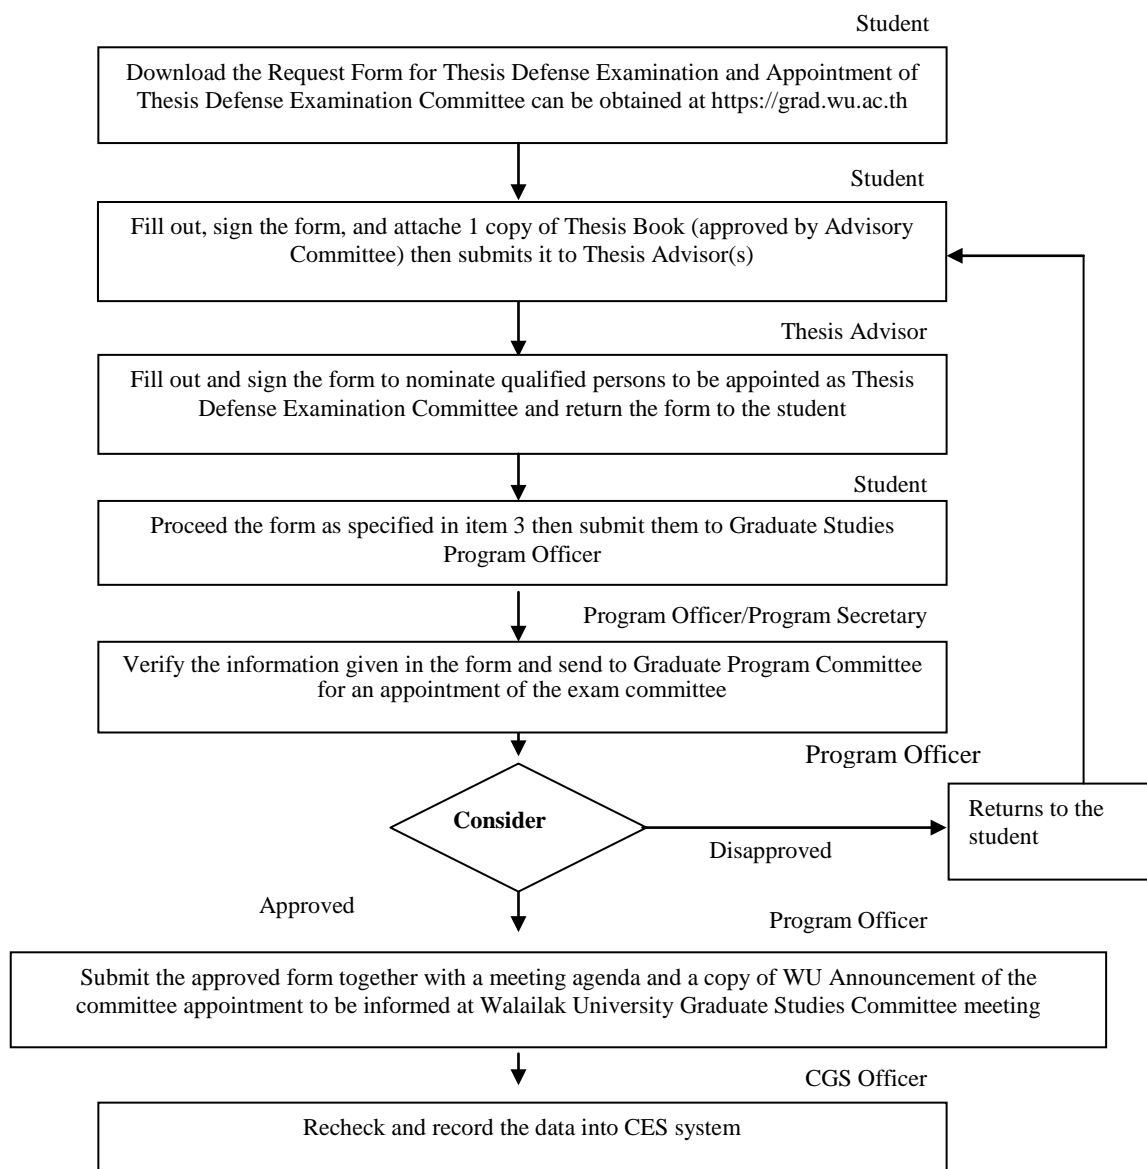 Student
Download the Request Form for Thesis Defense Examination and Appointment of
Thesis Defense Examination Committee can be obtained at https://grad.wu.ac.th
Student
Fill out, sign the form, and attache 1 copy of Thesis Book (approved by Advisory
Committee) then submits it to Thesis Advisor(s)
Thesis Advisor
Fill out and sign the form to nominate qualified persons to be appointed as Thesis
Defense Examination Committee and return the form to the student
Student
Proceed the form as specified in item 3 then submit them to Graduate Studies
Program Officer
Program Officer/Program Secretary
Verify the information given in the form and send to Graduate Program Committee
for an appointment of the exam committee
Program Officer
Consider
Disapproved
Returns to the
student
Approved
Program Officer
Submit the approved form together with a meeting agenda and a copy of WU Announcement of the
committee appointment to be informed at Walailak University Graduate Studies Committee meeting
CGS Officer
Recheck and record the data into CES system